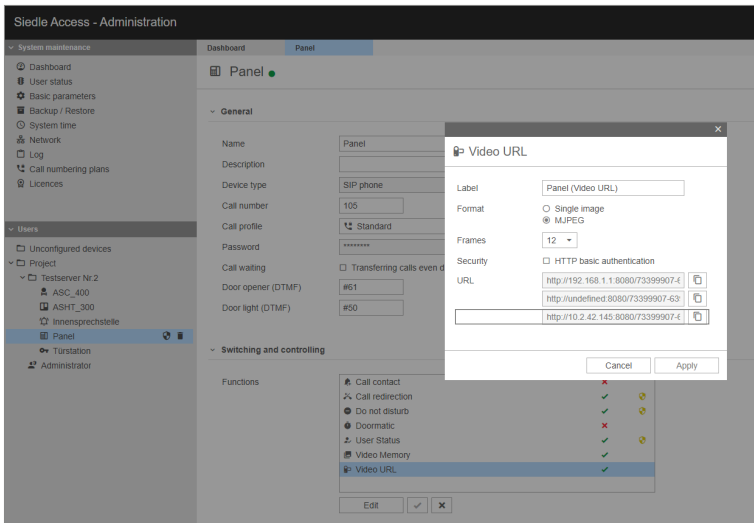 Siedle Access - Administration
System maintenance
Dashboard
User status
Basic parameters
Backup / Restore
System time
Network
Log
Call numbering plans
Licences
Users
Unconfigured devices
Project
Testserver Nr.2
ASC_400
ASHT_300
Innensprechstelle
Panel
Türstation
Administrator
Dashboard Panel
Panel
General
Name Panel
Description
Device type SIP phone
Call number 105
Call profile Standard
Password ********
Call waiting Transferring calls even d
Door opener (DTMF) #61
Door light (DTMF) #50
Switching and controlling
Functions
Call contact
Call redirection
Do not disturb
Doormatic
User Status
Video Memory
Video URL
Edit
Video URL
Label Panel (Video URL)
Format Single image
MJPEG
Frames 12
Security HTTP basic authentication
URL http://192.168.1.1:8080/73399907-6
http://undefined:8080/73399907-63
http://10.2.42.145:8080/73399907-6
Cancel Apply